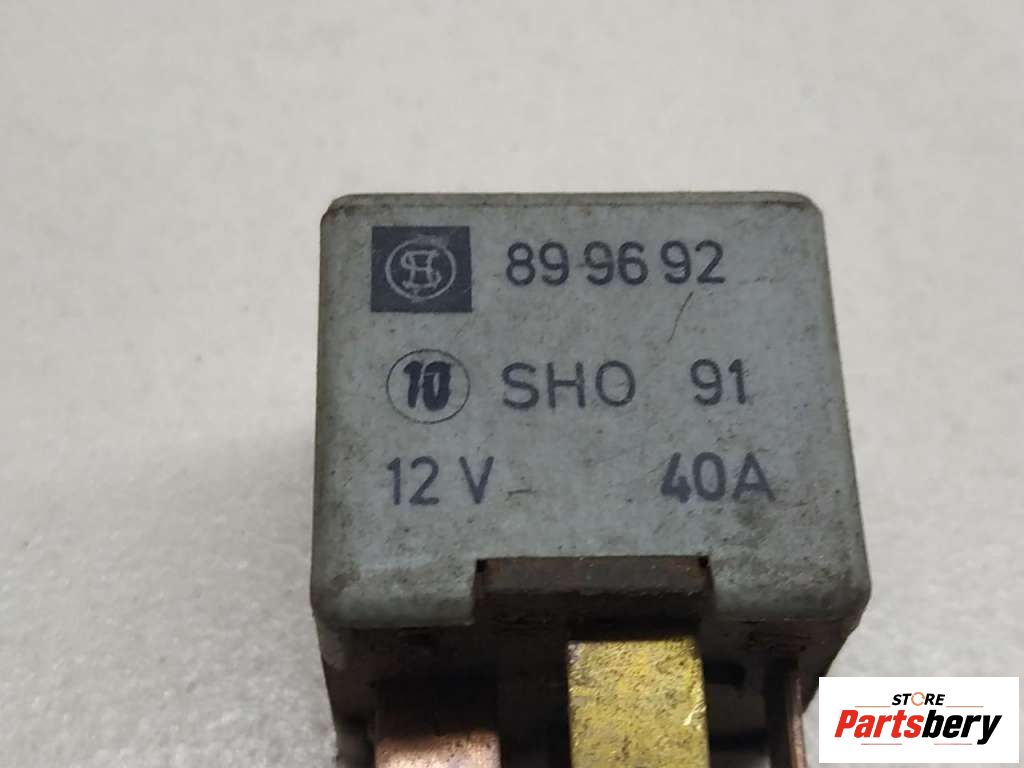 89 96 92
10 SHO 91
12 V 40A
STORE
Partsbery